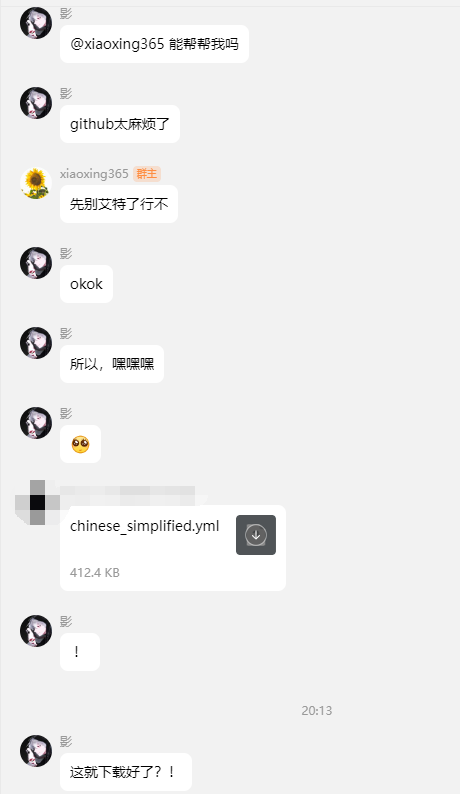 影
@xiaoxing365 能帮帮我吗
影
github太麻烦了
xiaoxing365 群主
先别艾特了行不
影
okok
影
所以，嘿嘿嘿
影
chinese_simplified.yml
412.4 KB
影
！
20:13
影
这就下载好了？！